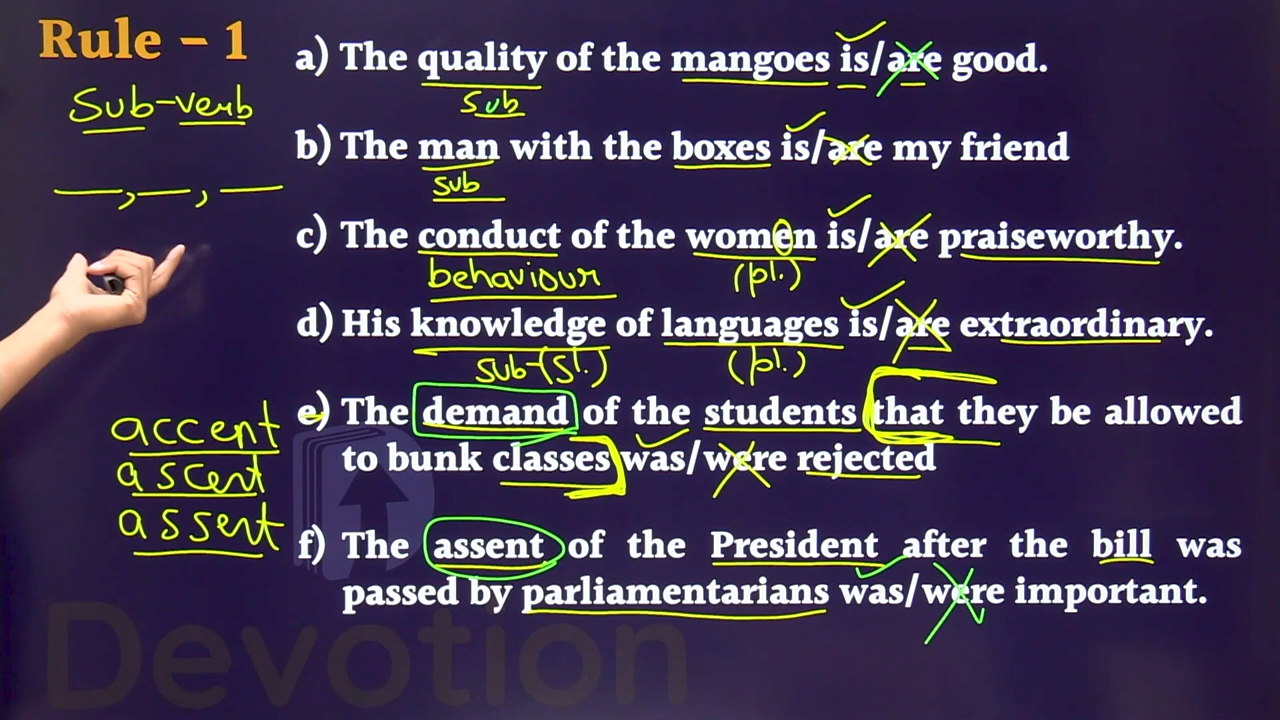 Rule – 1
Sub-verb
a) The quality of the mangoes is/are good.
Sub
b) The man with the boxes is/are my friend
sub
c) The conduct of the women is/are praiseworthy.
behaviour (pl.)
d) His knowledge of languages is/are extraordinary.
sub-(si.) (pl.)
e) The demand of the students that they be allowed
to bunk classes was/were rejected
accent
ascent
assent
f) The assent of the President after the bill was
passed by parliamentarians was/were important.
Devotion